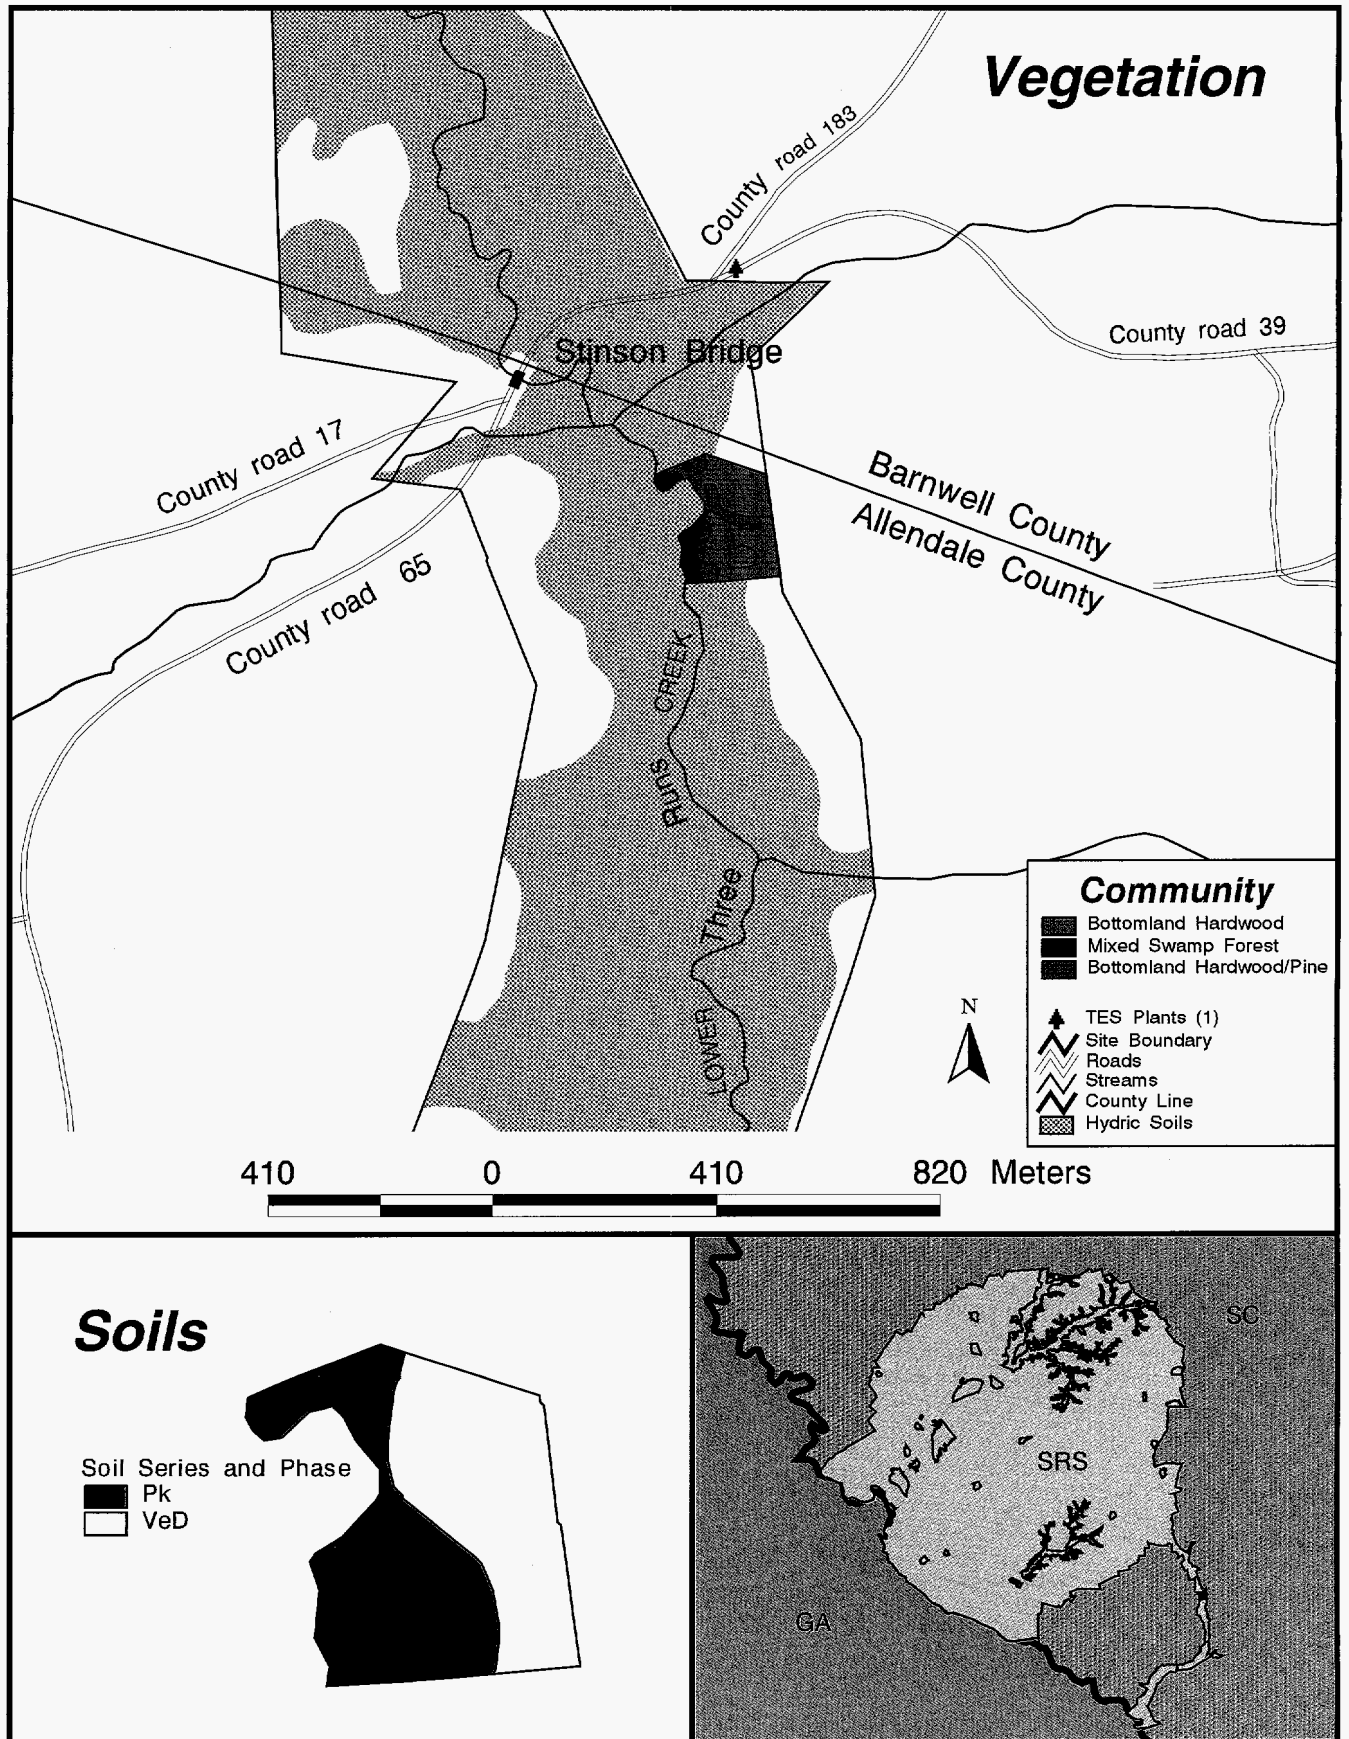 Vegetation
County road 183
County road 39
Stinson Bridge
County road 17
Barnwell County
Allendale County
County road 65
LOWER Three Runs CREEK
Community
Bottomland Hardwood
Mixed Swamp Forest
Bottomland Hardwood/Pine
TES Plants (1)
Site Boundary
Roads
Streams
County Line
Hydric Soils
N
410 0 410 820 Meters
Soils
Soil Series and Phase
Pk
VeD
SC
SRS
GA